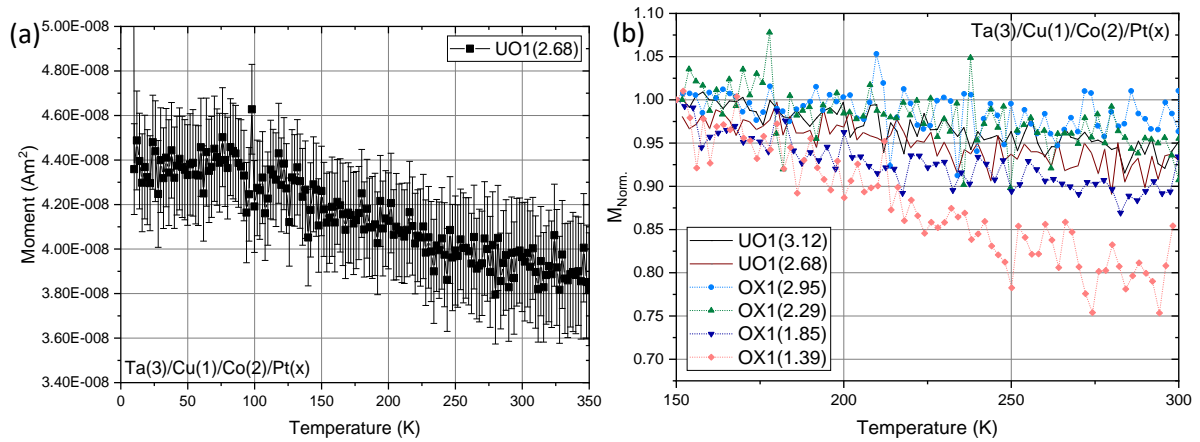 (a)
5.00E-008
4.80E-008
4.60E-008
4.40E-008
4.20E-008
4.00E-008
3.80E-008
3.60E-008
3.40E-008
Moment (Am²)
UO1(2.68)
Ta(3)/Cu(1)/Co(2)/Pt(x)
0 50 100 150 200 250 300 350
Temperature (K)
(b)
1.10
1.05
1.00
0.95
0.90
0.85
0.80
0.75
0.70
M Norm.
Ta(3)/Cu(1)/Co(2)/Pt(x)
UO1(3.12)
UO1(2.68)
OX1(2.95)
OX1(2.29)
OX1(1.85)
OX1(1.39)
150 200 250 300
Temperature (K)